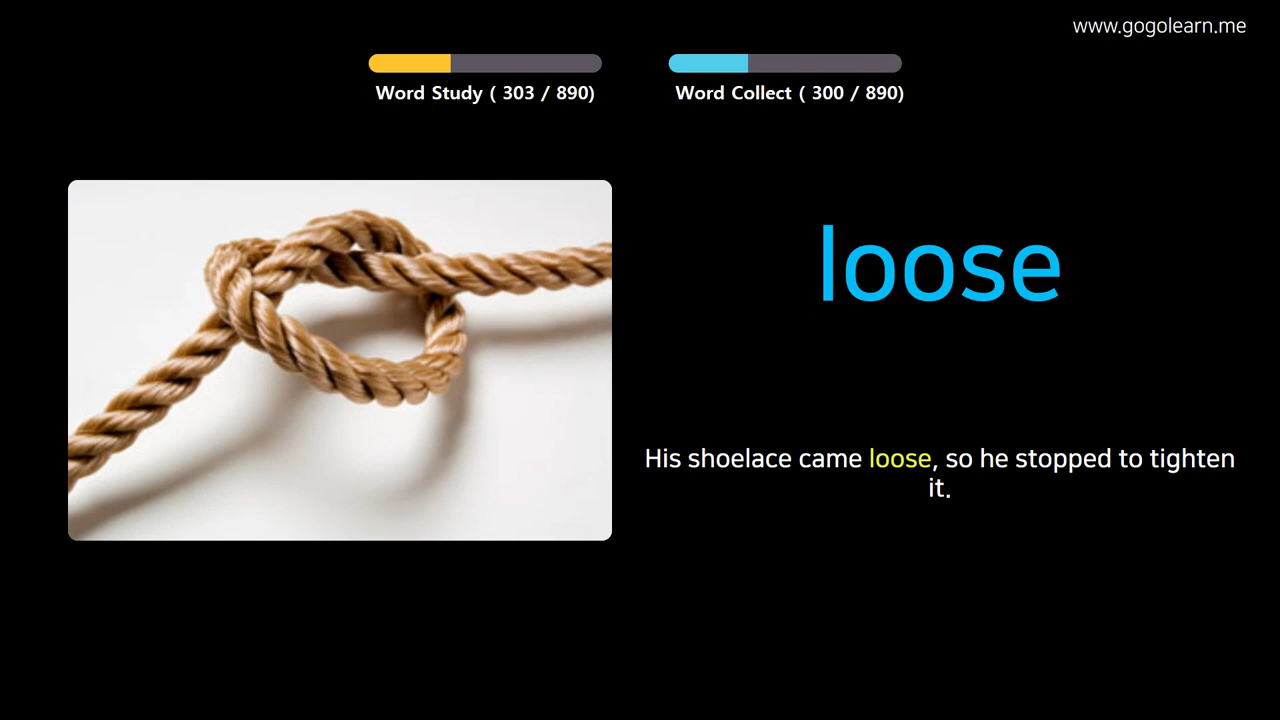 www.gogolearn.me
Word Study ( 303 / 890)
Word Collect ( 300 / 890)
loose
His shoelace came loose, so he stopped to tighten
it.